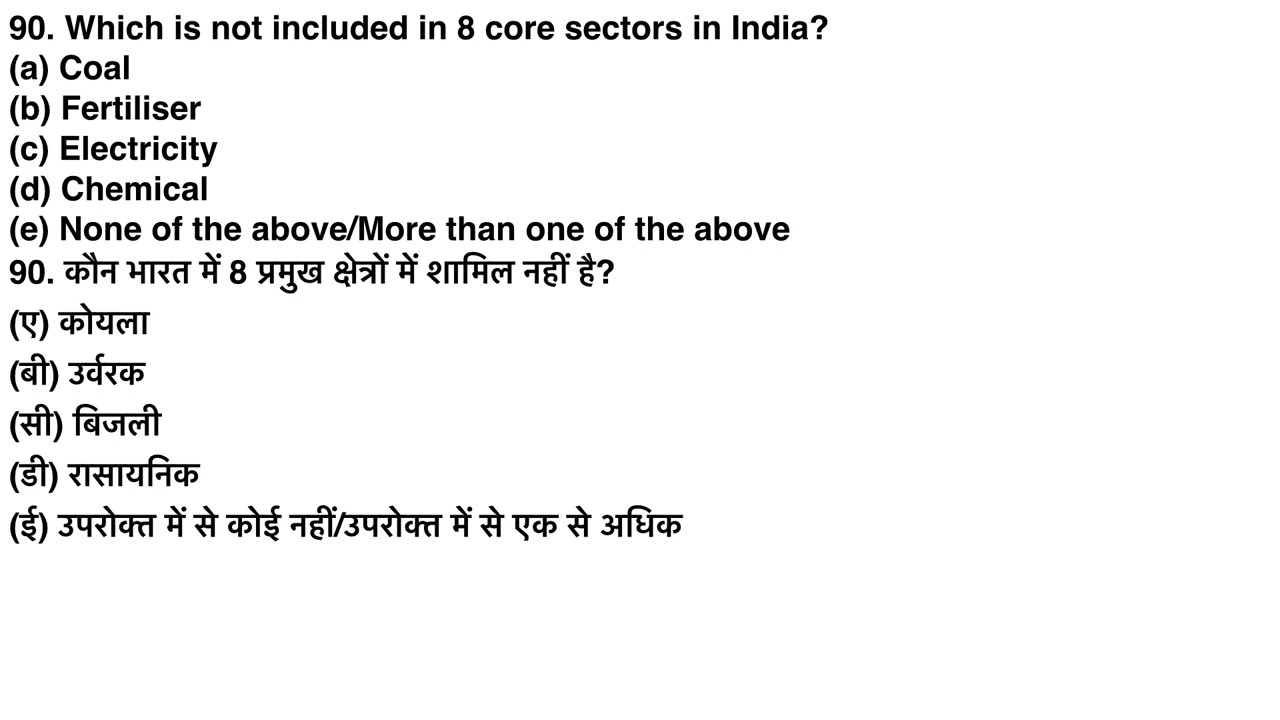 90. Which is not included in 8 core sectors in India?
(a) Coal
(b) Fertiliser
(c) Electricity
(d) Chemical
(e) None of the above/More than one of the above
90. कौन भारत में 8 प्रमुख क्षेत्रों में शामिल नहीं है?
(ए) कोयला
(बी) उर्वरक
(सी) बिजली
(डी) रासायनिक
(ई) उपरोक्त में से कोई नहीं/उपरोक्त में से एक से अधिक